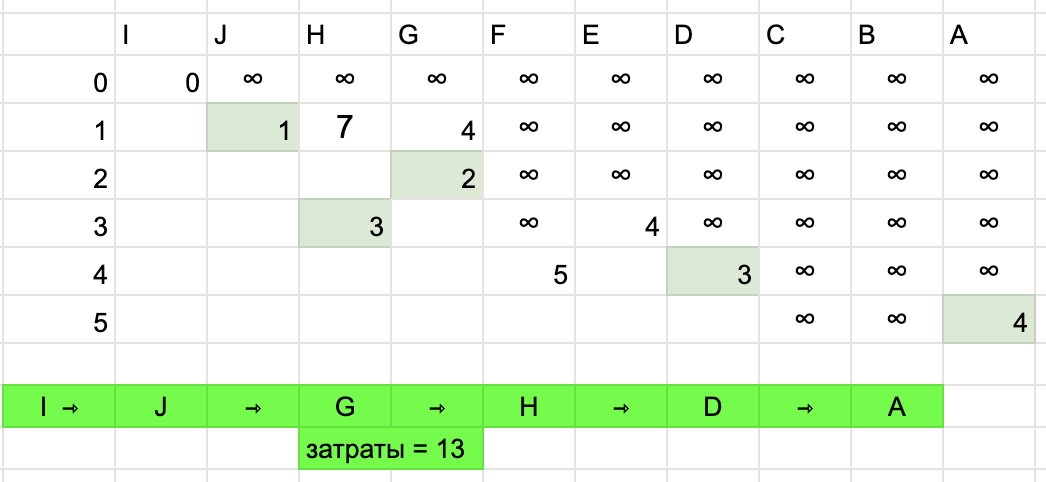 I J H G F E D C B A
0 0 ∞ ∞ ∞ ∞ ∞ ∞ ∞ ∞ ∞
1 1 7 4 ∞ ∞ ∞ ∞ ∞ ∞
2 2 ∞ ∞ ∞ ∞ ∞ ∞
3 3 ∞ 4 ∞ ∞ ∞ ∞
4 5 3 ∞ ∞ ∞
5 ∞ ∞ 4
I → J → G → H → D → A
затраты = 13